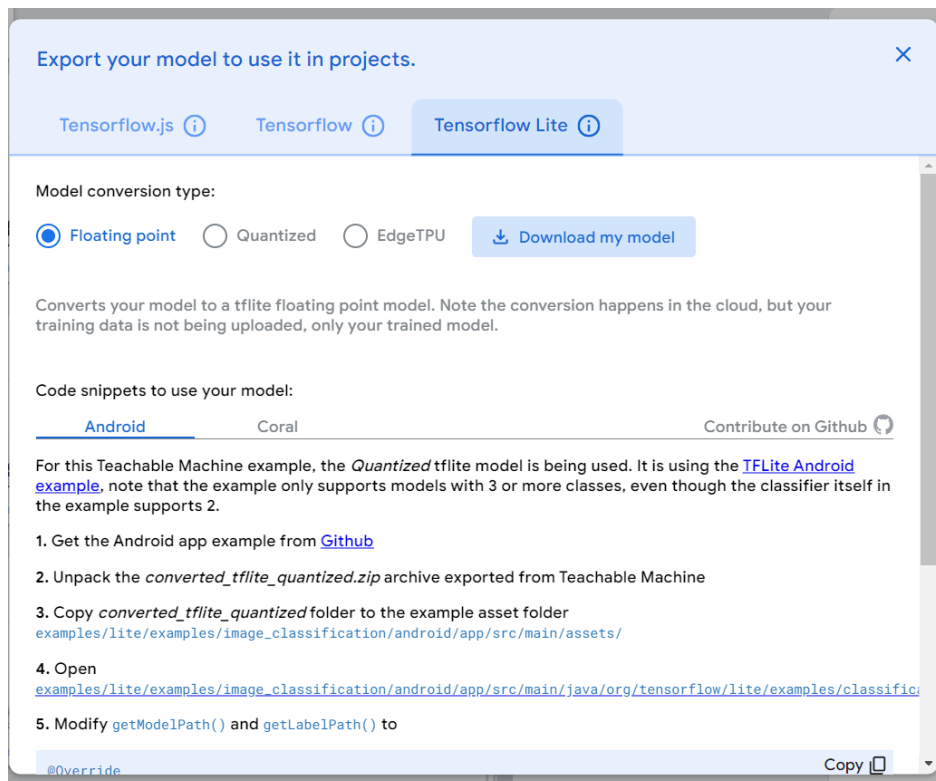 Export your model to use it in projects.
Tensorflow.js
Tensorflow
Tensorflow Lite
Model conversion type:
Floating point
Quantized
EdgeTPU
Download my model
Converts your model to a tflite floating point model. Note the conversion happens in the cloud, but your
training data is not being uploaded, only your trained model.
Code snippets to use your model:
Android
Coral
Contribute on Github
For this Teachable Machine example, the Quantized tflite model is being used. It is using the TFLite Android
example, note that the example only supports models with 3 or more classes, even though the classifier itself in
the example supports 2.
1. Get the Android app example from Github
2. Unpack the converted_tflite_quantized.zip archive exported from Teachable Machine
3. Copy converted_tflite_quantized folder to the example asset folder
examples/lite/examples/image_classification/android/app/src/main/assets/
4. Open
examples/lite/examples/image_classification/android/app/src/main/java/org/tensorflow/lite/examples/classifica
5. Modify getModelPath() and getLabelPath() to
@Override
Copy